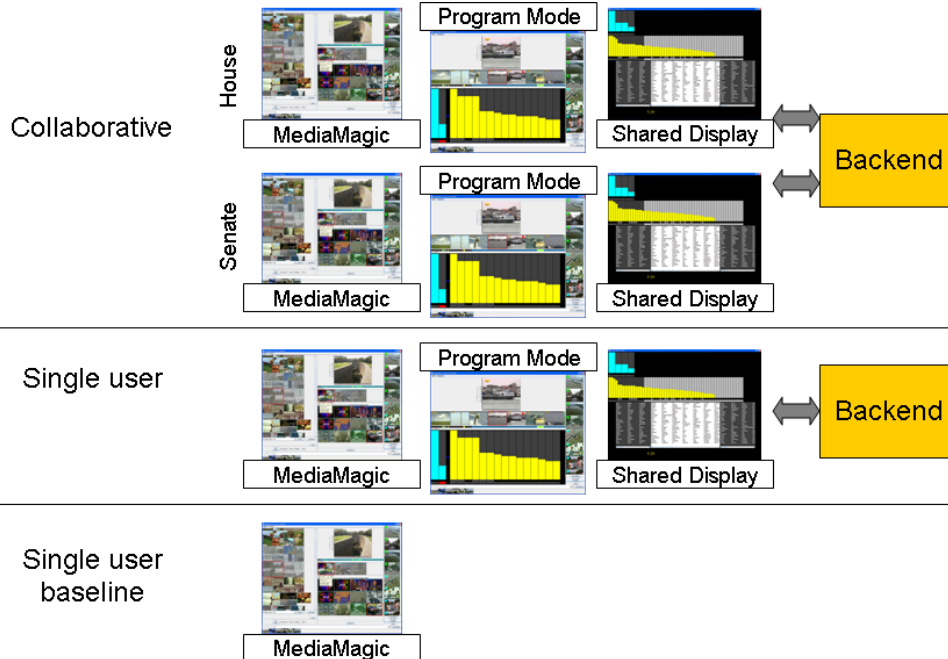 Collaborative
House
MediaMagic
Program Mode
Shared Display
Backend
Senate
MediaMagic
Program Mode
Shared Display
Single user
MediaMagic
Program Mode
Shared Display
Backend
Single user
baseline
MediaMagic